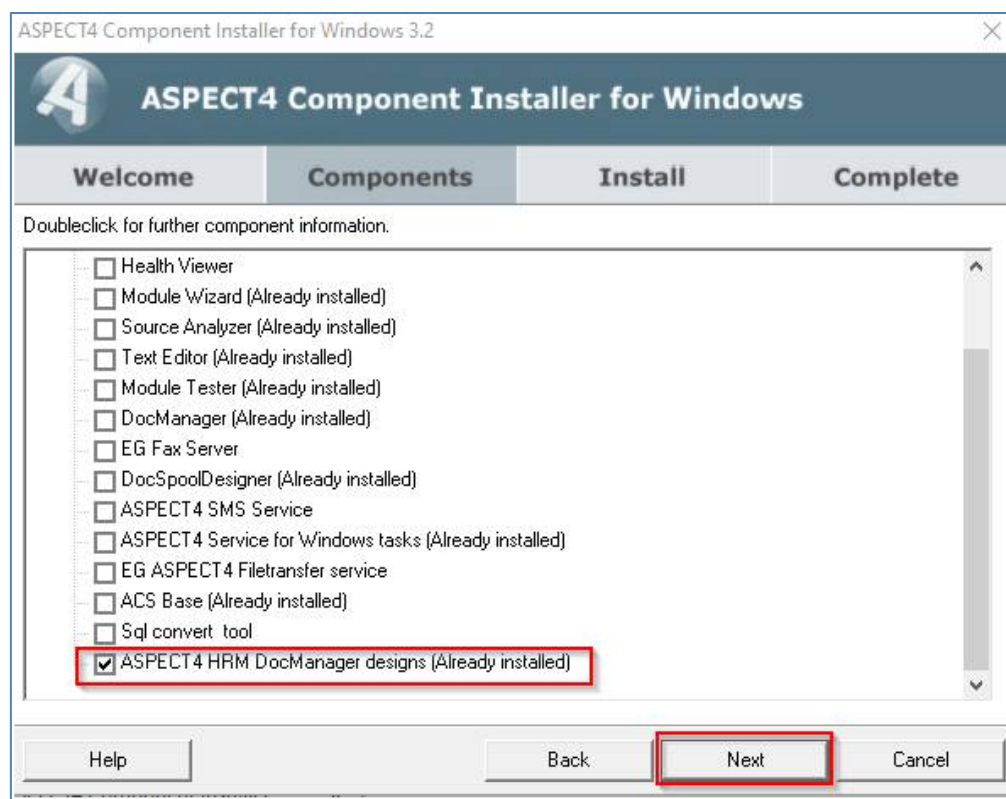 ASPECT4 Component Installer for Windows 3.2
ASPECT4 Component Installer for Windows
Welcome Components Install Complete
Doubleclick for further component information.
Health Viewer
Module Wizard (Already installed)
Source Analyzer (Already installed)
Text Editor (Already installed)
Module Tester (Already installed)
DocManager (Already installed)
EG Fax Server
DocSpoolDesigner (Already installed)
ASPECT4 SMS Service
ASPECT4 Service for Windows tasks (Already installed)
EG ASPECT4 Filetransfer service
ACS Base (Already installed)
Sql convert tool
ASPECT4 HRM DocManager designs (Already installed)
Help Back Next Cancel